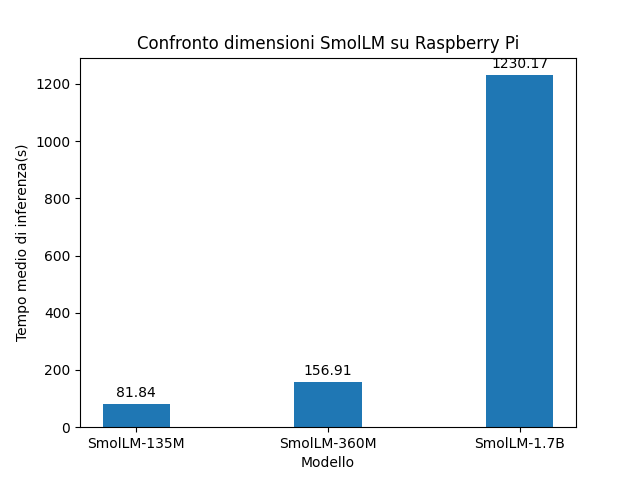 Confronto dimensioni SmolLM su Raspberry Pi
1230.17
1200
1000
800
600
400
200
0
Tempo medio di inferenza(s)
156.91
81.84
SmolLM-135M
SmolLM-360M
SmolLM-1.7B
Modello